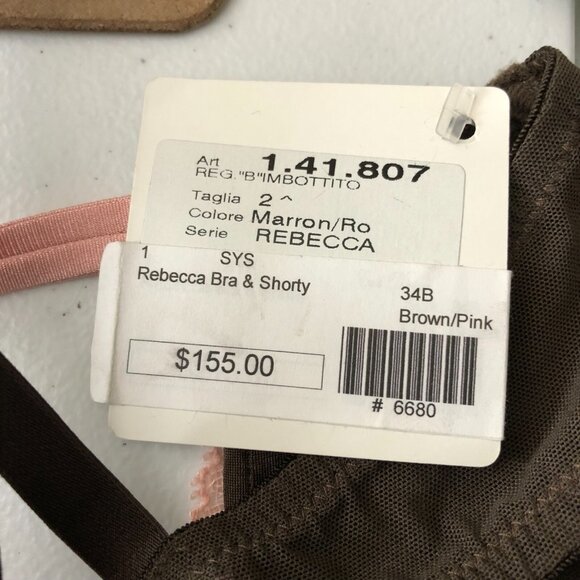 Art 1.41.807
REG."B"IMBOTTITO
Taglia 2 ^
Colore Marron/Ro
Serie REBECCA
1 SYS
Rebecca Bra & Shorty
34B
Brown/Pink
$155.00
# 6680